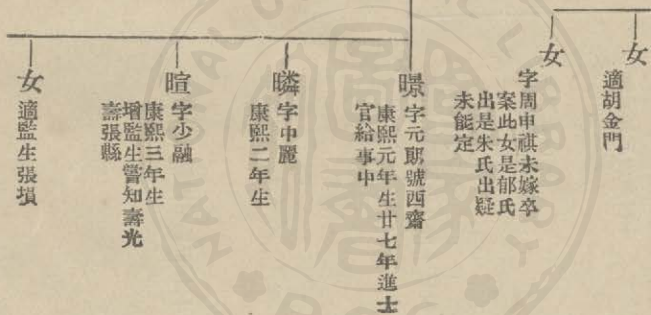 女
適胡金門
女
字周申祺未嫁卒
案此女是郁氏
出是朱氏出疑
未能定
暻
字元朗號西齋
康熙元年生廿七年進士
官給事中
暽
字中麗
康熙二年生
暄
字少融
康熙三年生
增監生嘗知壽光
壽張縣
女
適監生張塤
NATIONAL
LIBRARY